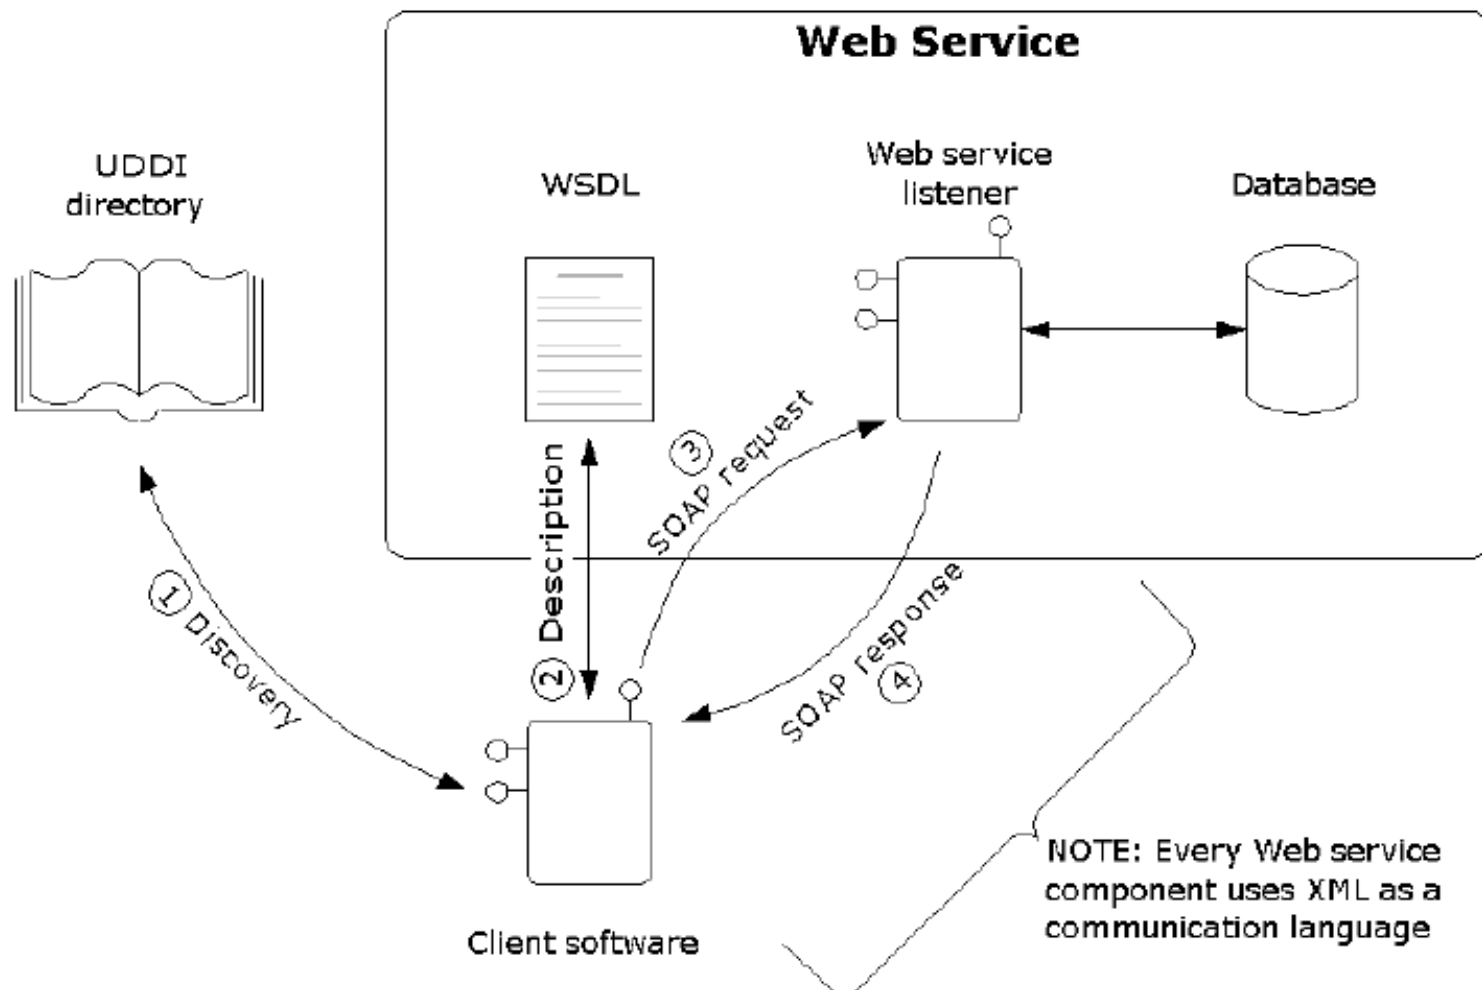 Web Service
UDDI
directory
WSDL
Web service
listener
Database
1 Discovery
2 Description
3
SOAP request
SOAP response
4
Client software
NOTE: Every Web service
component uses XML as a
communication language